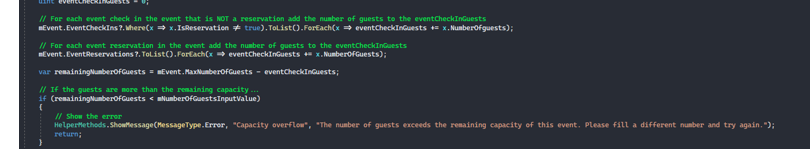 uint eventCheckInGuests = 0;
// For each event check in the event that is NOT a reservation add the number of guests to the eventCheckInGuests
mEvent.EventCheckIns?.Where(x => x.IsReservation ≠ true).ToList().ForEach(x => eventCheckInGuests += x.NumberOfguests);
// For each event reservation in the event add the number of guests to the eventCheckInGuests
mEvent.EventReservations?.ToList().ForEach(x => eventCheckInGuests += x.NumberOfGuests);
var remainingNumberOfGuests = mEvent.MaxNumberOfGuests - eventCheckInGuests;
// If the guests are more than the remaining capacity...
if (remainingNumberOfGuests < mNumberOfGuestsInputValue)
{
// Show the error
HelperMethods.ShowMessage(MessageType.Error, "Capacity overflow", "The number of guests exceeds the remaining capacity of this event. Please fill a different number and try again.");
return;
}